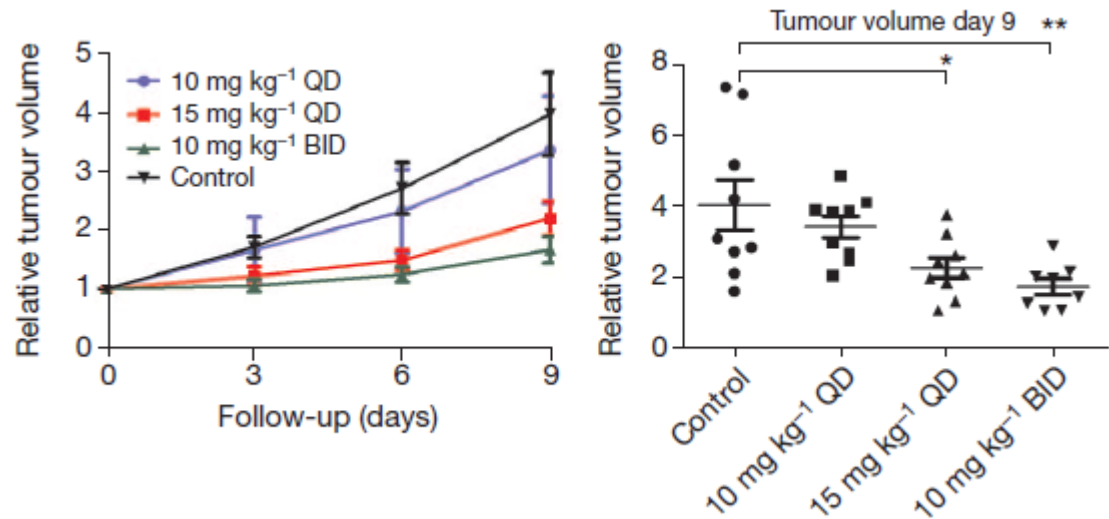 Relative tumour volume
5
4
3
2
1
0
10 mg kg⁻¹ QD
15 mg kg⁻¹ QD
10 mg kg⁻¹ BID
Control
0 3 6 9
Follow-up (days)
Tumour volume day 9 **
*
Relative tumour volume
8
6
4
2
0
Control
10 mg kg⁻¹ QD
15 mg kg⁻¹ QD
10 mg kg⁻¹ BID